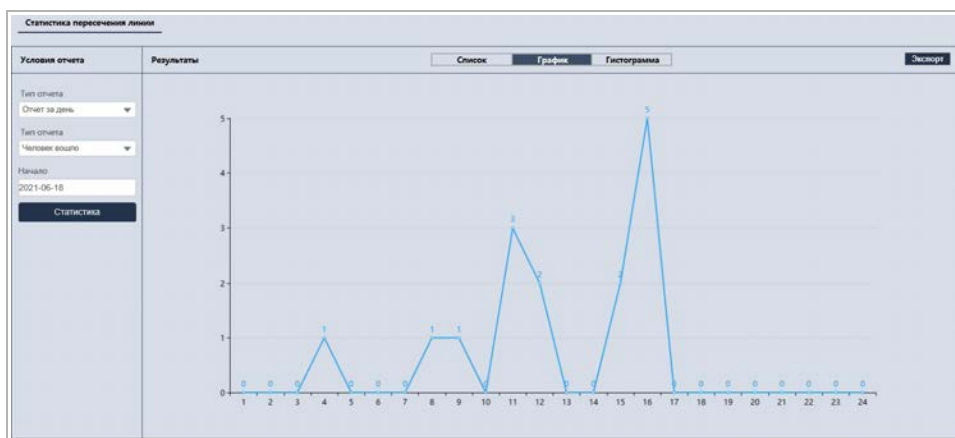 Статистика пересечения линии
Условия отчета
Результаты
Список График Гистограмма
Экспорт
Тип отчета
Отчет за день
Тип отчета
Человек вошло
Начало
2021-06-18
Статистика
5
4
3
2
1
0
0 0 0 1 0 0 0 1 1 0 3 2 0 0 2 5 0 0 0 0 0 0 0 0
1 2 3 4 5 6 7 8 9 10 11 12 13 14 15 16 17 18 19 20 21 22 23 24